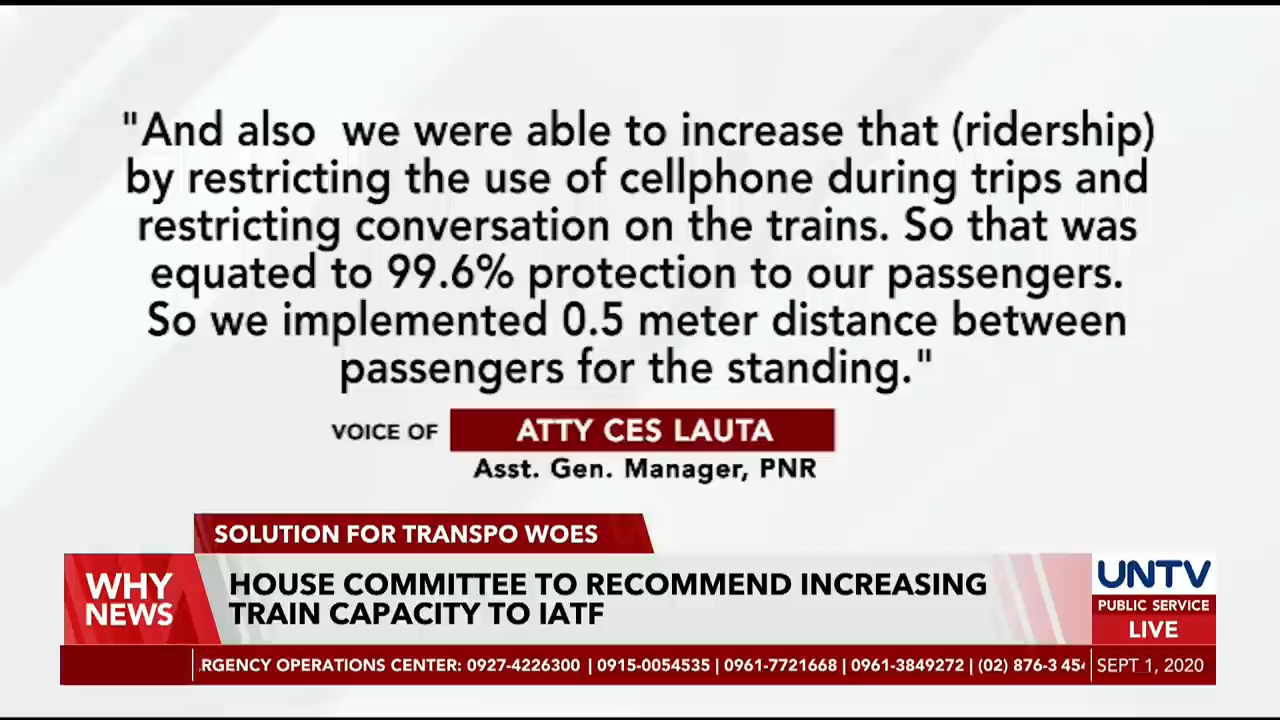 "And also  we were able to increase that (ridership)
by restricting the use of cellphone during trips and
restricting conversation on the trains. So that was
equated to 99.6% protection to our passengers.
So we implemented 0.5 meter distance between
passengers for the standing."
VOICE OF ATTY CES LAUTA
Asst. Gen. Manager, PNR
SOLUTION FOR TRANSPO WOES
WHY
NEWS
HOUSE COMMITTEE TO RECOMMEND INCREASING
TRAIN CAPACITY TO IATF
UNTV
PUBLIC SERVICE
LIVE
RGENCY OPERATIONS CENTER: 0927-4226300 | 0915-0054535 | 0961-7721668 | 0961-3849272 | (02) 876-3 45
SEPT 1, 2020